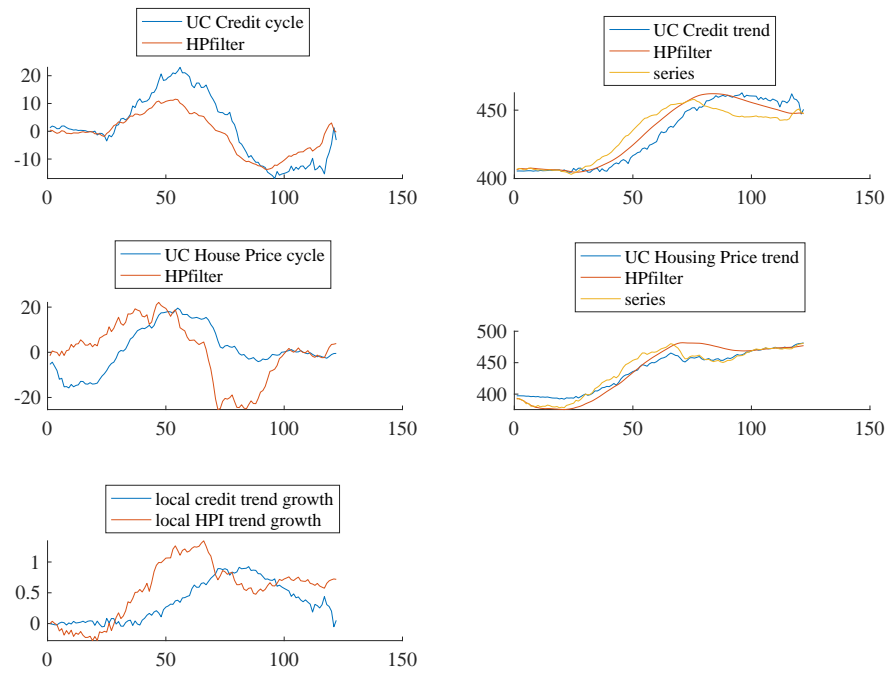 UC Credit cycle
HPfilter
20
10
0
-10
0 50 100 150
UC Credit trend
HPfilter
series
450
400
0 50 100 150
UC House Price cycle
HPfilter
20
0
-20
0 50 100 150
UC Housing Price trend
HPfilter
series
500
450
400
0 50 100 150
local credit trend growth
local HPI trend growth
1
0.5
0
0 50 100 150